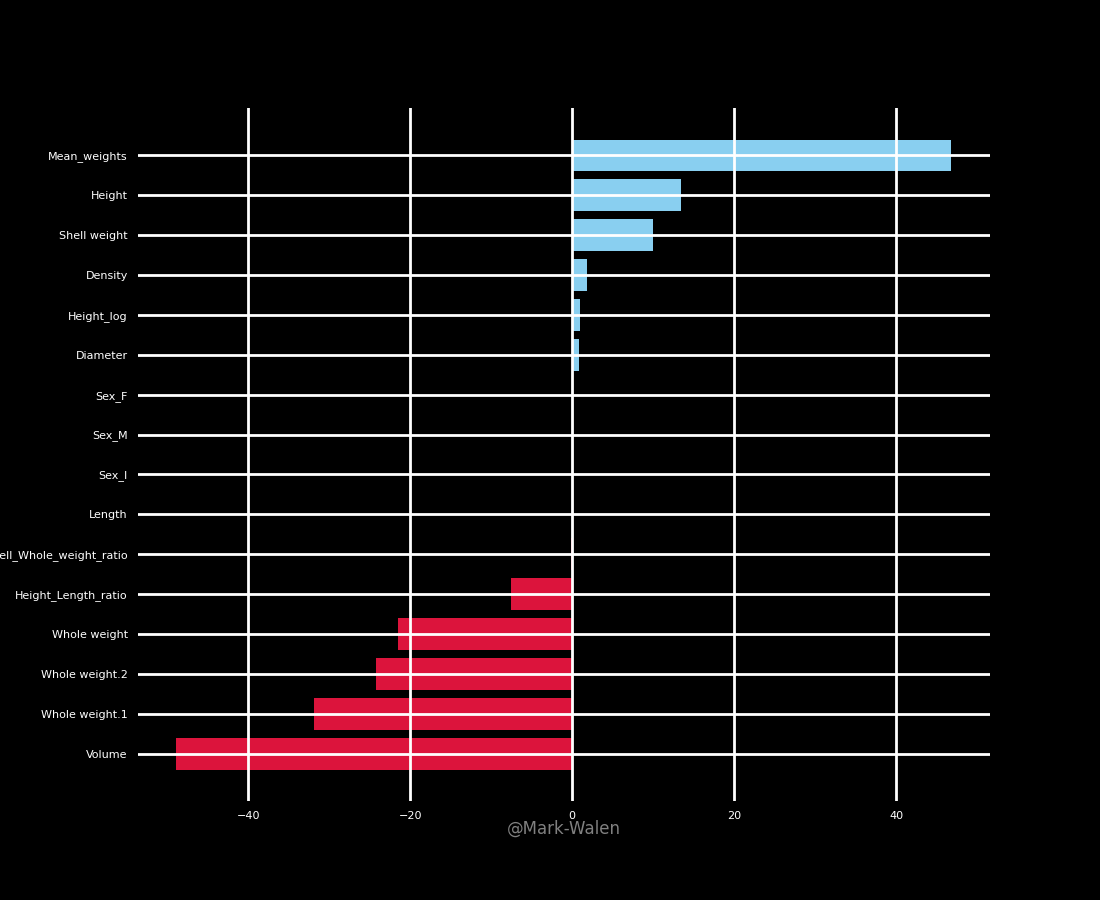 Mean_weights
Height
Shell weight
Density
Height_log
Diameter
Sex_F
Sex_M
Sex_I
Length
ell_Whole_weight_ratio
Height_Length_ratio
Whole weight
Whole weight.2
Whole weight.1
Volume
−40 −20 0 20 40
@Mark-Walen